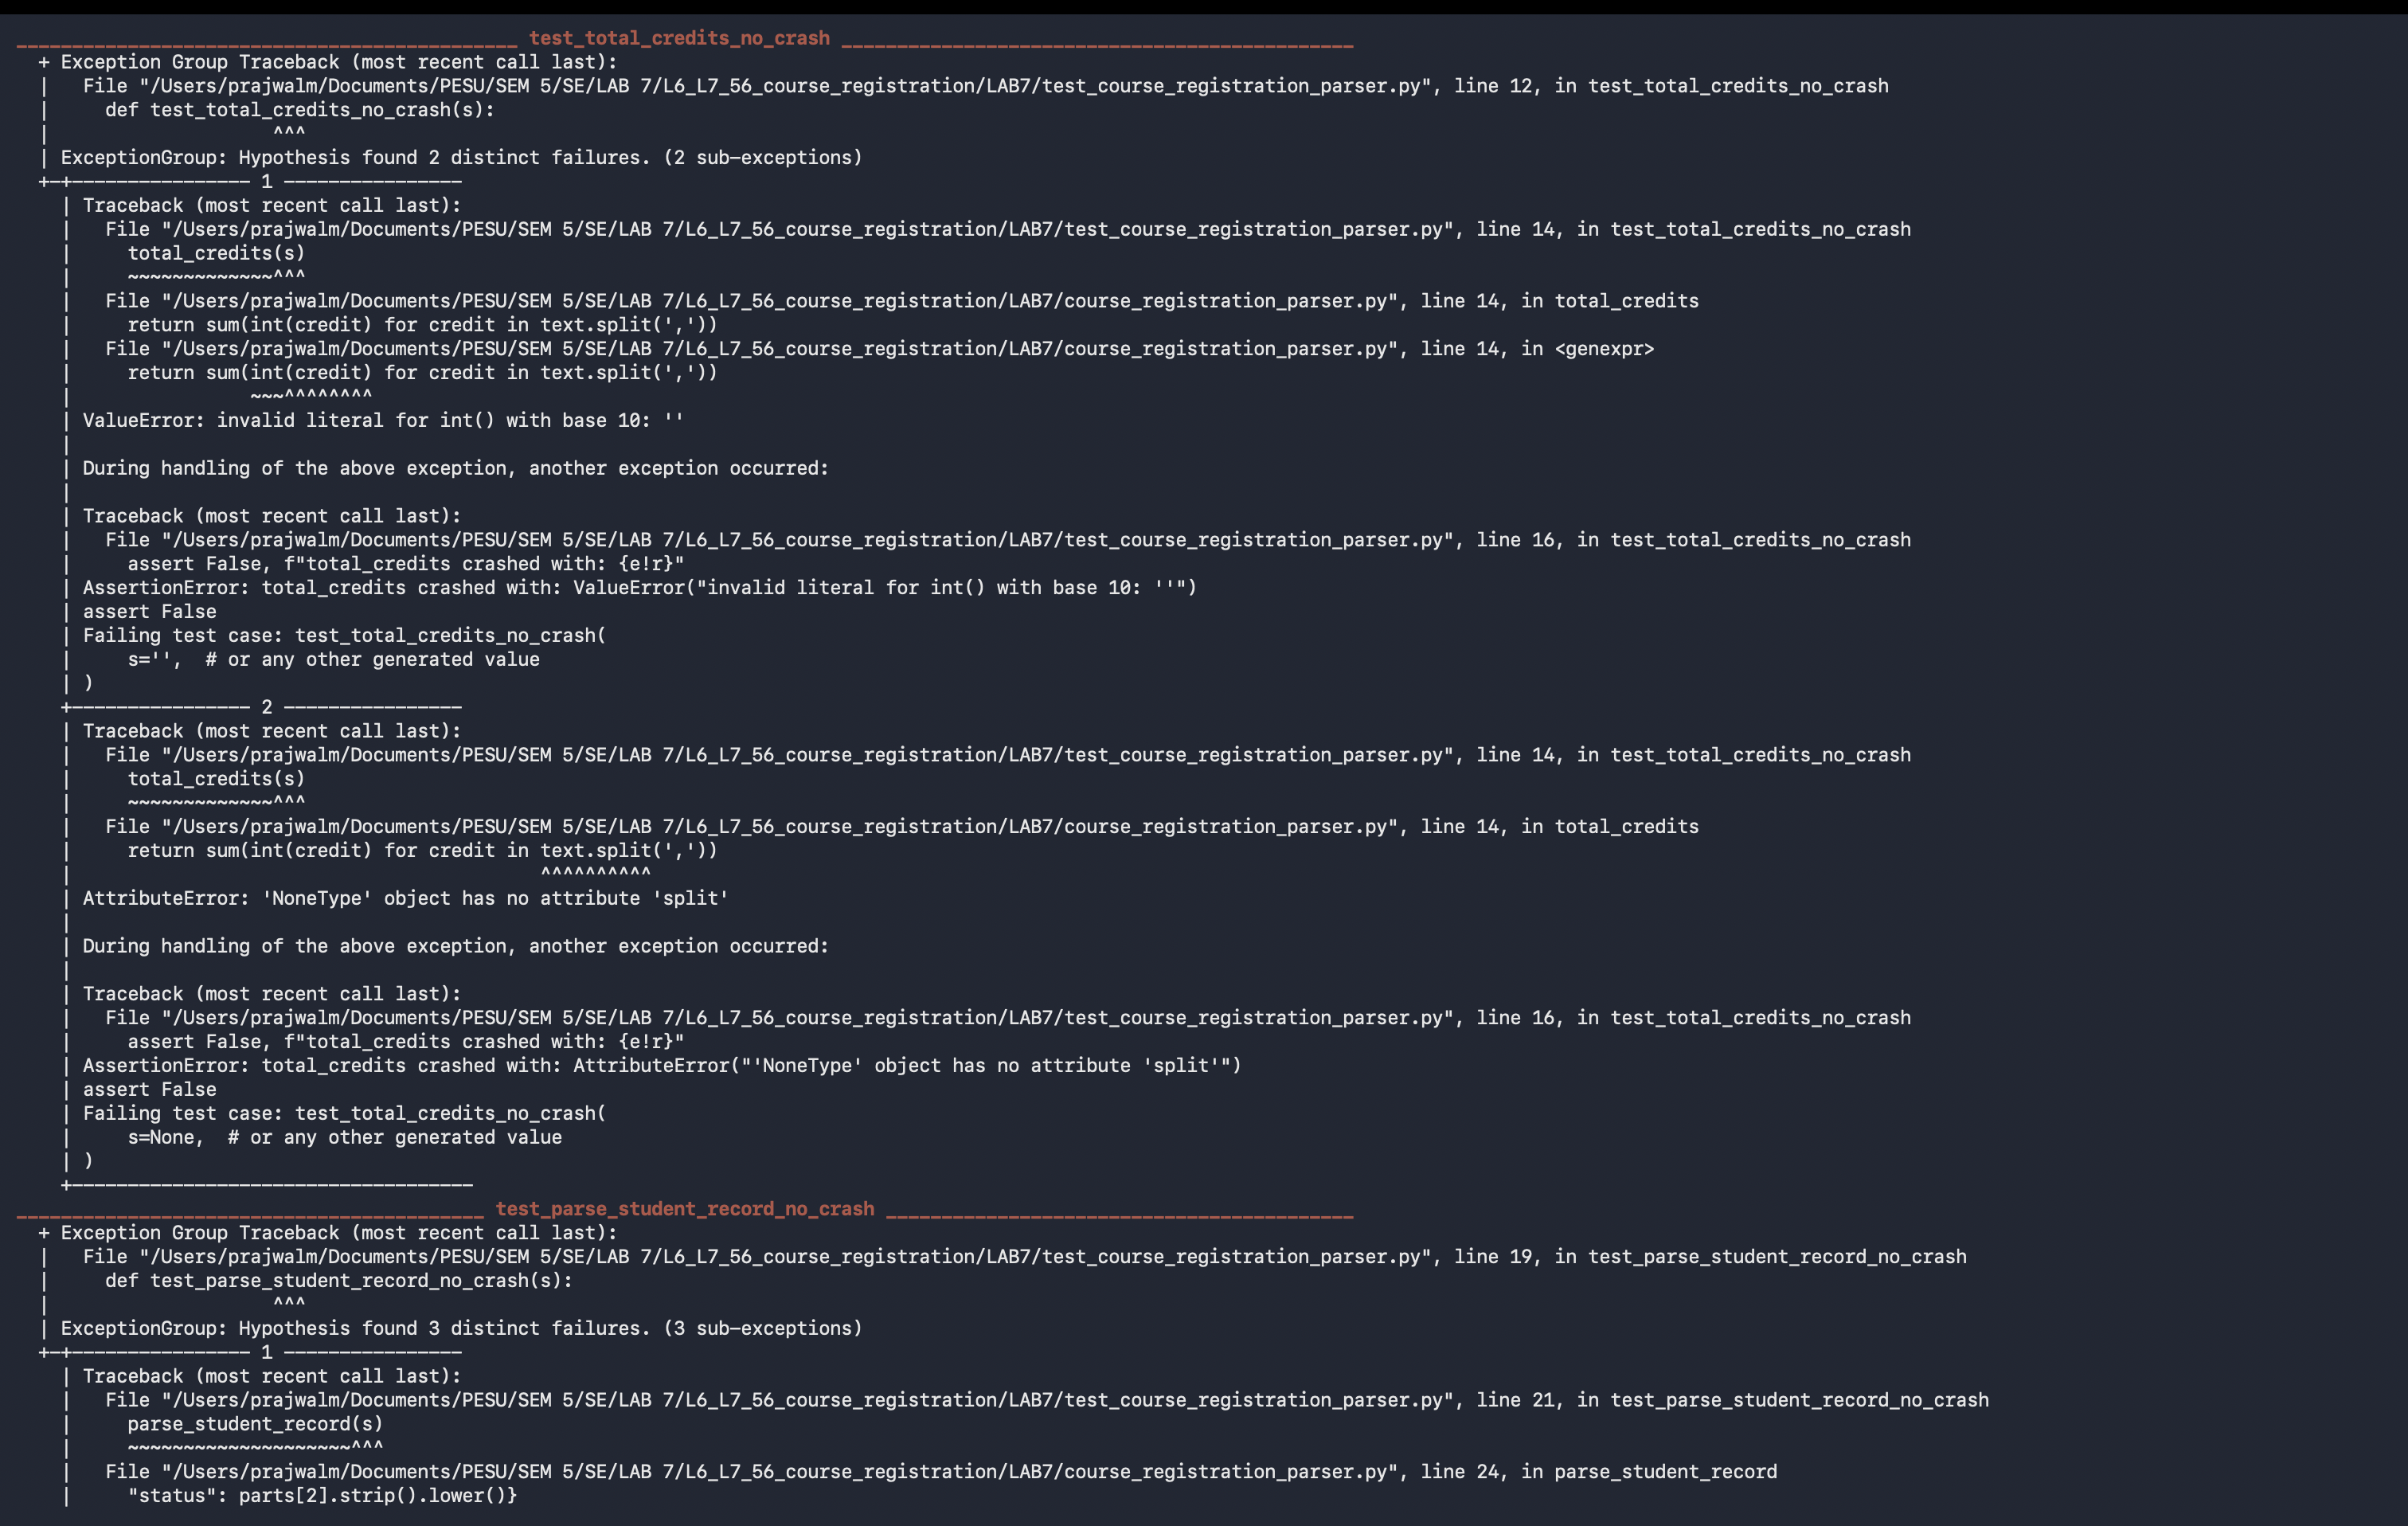 _____________________________________________ test_total_credits_no_crash ______________________________________________
  + Exception Group Traceback (most recent call last):
  |   File "/Users/prajwalm/Documents/PESU/SEM 5/SE/LAB 7/L6_L7_56_course_registration/LAB7/test_course_registration_parser.py", line 12, in test_total_credits_no_crash
  |     def test_total_credits_no_crash(s):
  |                    ^^^
  | ExceptionGroup: Hypothesis found 2 distinct failures. (2 sub-exceptions)
  +-+---------------- 1 ----------------
    | Traceback (most recent call last):
    |   File "/Users/prajwalm/Documents/PESU/SEM 5/SE/LAB 7/L6_L7_56_course_registration/LAB7/test_course_registration_parser.py", line 14, in test_total_credits_no_crash
    |     total_credits(s)
    |     ~~~~~~~~~~~~~^^^
    |   File "/Users/prajwalm/Documents/PESU/SEM 5/SE/LAB 7/L6_L7_56_course_registration/LAB7/course_registration_parser.py", line 14, in total_credits
    |     return sum(int(credit) for credit in text.split(','))
    |   File "/Users/prajwalm/Documents/PESU/SEM 5/SE/LAB 7/L6_L7_56_course_registration/LAB7/course_registration_parser.py", line 14, in <genexpr>
    |     return sum(int(credit) for credit in text.split(','))
    |                ~~~^^^^^^^^
    | ValueError: invalid literal for int() with base 10: ''
    |
    | During handling of the above exception, another exception occurred:
    |
    | Traceback (most recent call last):
    |   File "/Users/prajwalm/Documents/PESU/SEM 5/SE/LAB 7/L6_L7_56_course_registration/LAB7/test_course_registration_parser.py", line 16, in test_total_credits_no_crash
    |     assert False, f"total_credits crashed with: {e!r}"
    | AssertionError: total_credits crashed with: ValueError("invalid literal for int() with base 10: ''")
    | assert False
    | Failing test case: test_total_credits_no_crash(
    |     s='',  # or any other generated value
    | )
    +---------------- 2 ----------------
    | Traceback (most recent call last):
    |   File "/Users/prajwalm/Documents/PESU/SEM 5/SE/LAB 7/L6_L7_56_course_registration/LAB7/test_course_registration_parser.py", line 14, in test_total_credits_no_crash
    |     total_credits(s)
    |     ~~~~~~~~~~~~~^^^
    |   File "/Users/prajwalm/Documents/PESU/SEM 5/SE/LAB 7/L6_L7_56_course_registration/LAB7/course_registration_parser.py", line 14, in total_credits
    |     return sum(int(credit) for credit in text.split(','))
    |                                          ^^^^^^^^^^
    | AttributeError: 'NoneType' object has no attribute 'split'
    |
    | During handling of the above exception, another exception occurred:
    |
    | Traceback (most recent call last):
    |   File "/Users/prajwalm/Documents/PESU/SEM 5/SE/LAB 7/L6_L7_56_course_registration/LAB7/test_course_registration_parser.py", line 16, in test_total_credits_no_crash
    |     assert False, f"total_credits crashed with: {e!r}"
    | AssertionError: total_credits crashed with: AttributeError("'NoneType' object has no attribute 'split'")
    | assert False
    | Failing test case: test_total_credits_no_crash(
    |     s=None,  # or any other generated value
    | )
    +------------------------------------
__________________________________________ test_parse_student_record_no_crash __________________________________________
  + Exception Group Traceback (most recent call last):
  |   File "/Users/prajwalm/Documents/PESU/SEM 5/SE/LAB 7/L6_L7_56_course_registration/LAB7/test_course_registration_parser.py", line 19, in test_parse_student_record_no_crash
  |     def test_parse_student_record_no_crash(s):
  |                    ^^^
  | ExceptionGroup: Hypothesis found 3 distinct failures. (3 sub-exceptions)
  +-+---------------- 1 ----------------
    | Traceback (most recent call last):
    |   File "/Users/prajwalm/Documents/PESU/SEM 5/SE/LAB 7/L6_L7_56_course_registration/LAB7/test_course_registration_parser.py", line 21, in test_parse_student_record_no_crash
    |     parse_student_record(s)
    |     ~~~~~~~~~~~~~~~~~~~~^^^
    |   File "/Users/prajwalm/Documents/PESU/SEM 5/SE/LAB 7/L6_L7_56_course_registration/LAB7/course_registration_parser.py", line 24, in parse_student_record
    |     "status": parts[2].strip().lower()}